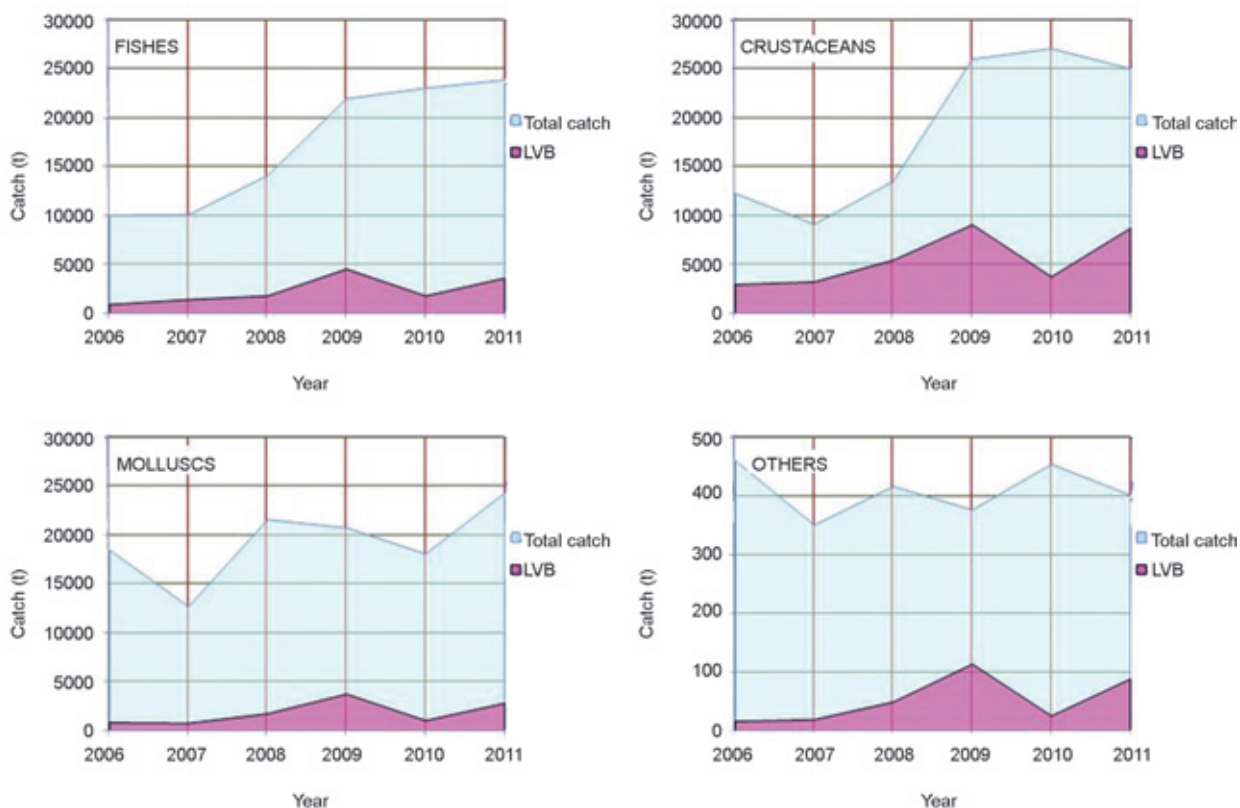 FISHES
Catch (t)
30000
25000
20000
15000
10000
5000
0
2006 2007 2008 2009 2010 2011
Year
Total catch
LVB
CRUSTACEANS
Catch (t)
30000
25000
20000
15000
10000
5000
0
2006 2007 2008 2009 2010 2011
Year
Total catch
LVB
MOLLUSCS
Catch (t)
30000
25000
20000
15000
10000
5000
0
2006 2007 2008 2009 2010 2011
Year
Total catch
LVB
OTHERS
Catch (t)
500
400
300
200
100
0
2006 2007 2008 2009 2010 2011
Year
Total catch
LVB